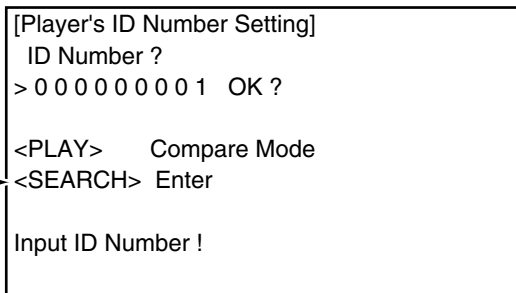 [Player's ID Number Setting]
ID Number ?
> 0 0 0 0 0 0 0 0 1 OK ?
<PLAY> Compare Mode
<SEARCH> Enter
Input ID Number !